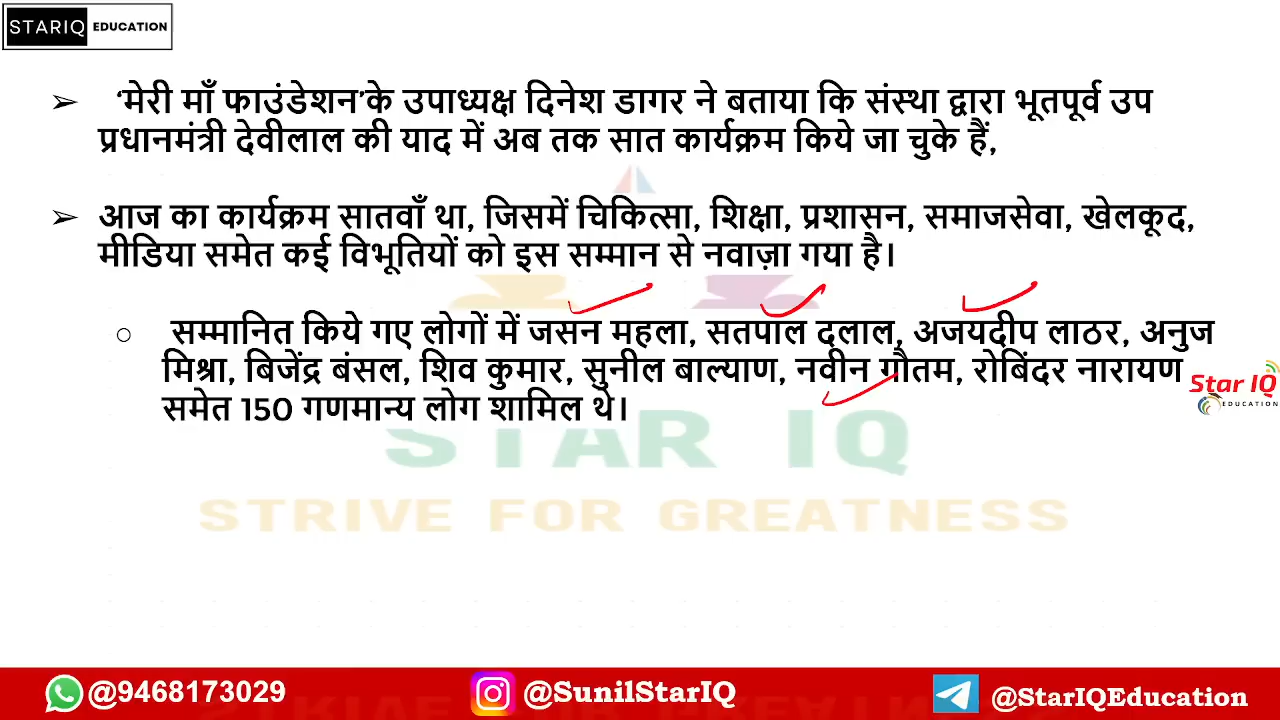 STARIQ EDUCATION
➢ ‘मेरी माँ फाउंडेशन’के उपाध्यक्ष दिनेश डागर ने बताया कि संस्था द्वारा भूतपूर्व उप
प्रधानमंत्री देवीलाल की याद में अब तक सात कार्यक्रम किये जा चुके हैं,
➢ आज का कार्यक्रम सातवाँ था, जिसमें चिकित्सा, शिक्षा, प्रशासन, समाजसेवा, खेलकूद,
मीडिया समेत कई विभूतियों को इस सम्मान से नवाज़ा गया है।
○ सम्मानित किये गए लोगों में जसन महला, सतपाल दलाल, अजयदीप लाठर, अनुज
मिश्रा, बिजेंद्र बंसल, शिव कुमार, सुनील बाल्याण, नवीन गौतम, रोबिंदर नारायण
समेत 150 गणमान्य लोग शामिल थे।
Star IQ
EDUCATION
STAR IQ
STRIVE FOR GREATNESS
@9468173029 @SunilStarIQ @StarIQEducation